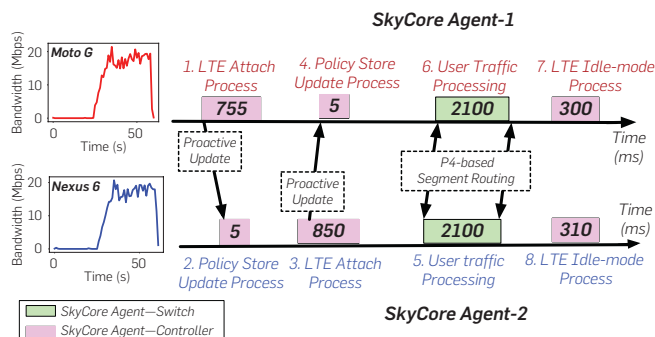 SkyCore Agent-1
Bandwidth (Mbps)
20
10
0
Moto G
0
50
Time (s)
1. LTE Attach
Process
4. Policy Store
Update Process
6. User Traffic
Processing
7. LTE Idle-mode
Process
755
5
2100
300
Time
(ms)
Proactive
Update
Proactive
Update
P4-based
Segment Routing
Bandwidth (Mbps)
20
10
0
Nexus 6
0
50
Time (s)
Time
(ms)
5
850
2100
310
2. Policy Store
Update Process
3. LTE Attach
Process
5. User traffic
Processing
8. LTE Idle-mode
Process
SkyCore Agent—Switch
SkyCore Agent—Controller
SkyCore Agent-2